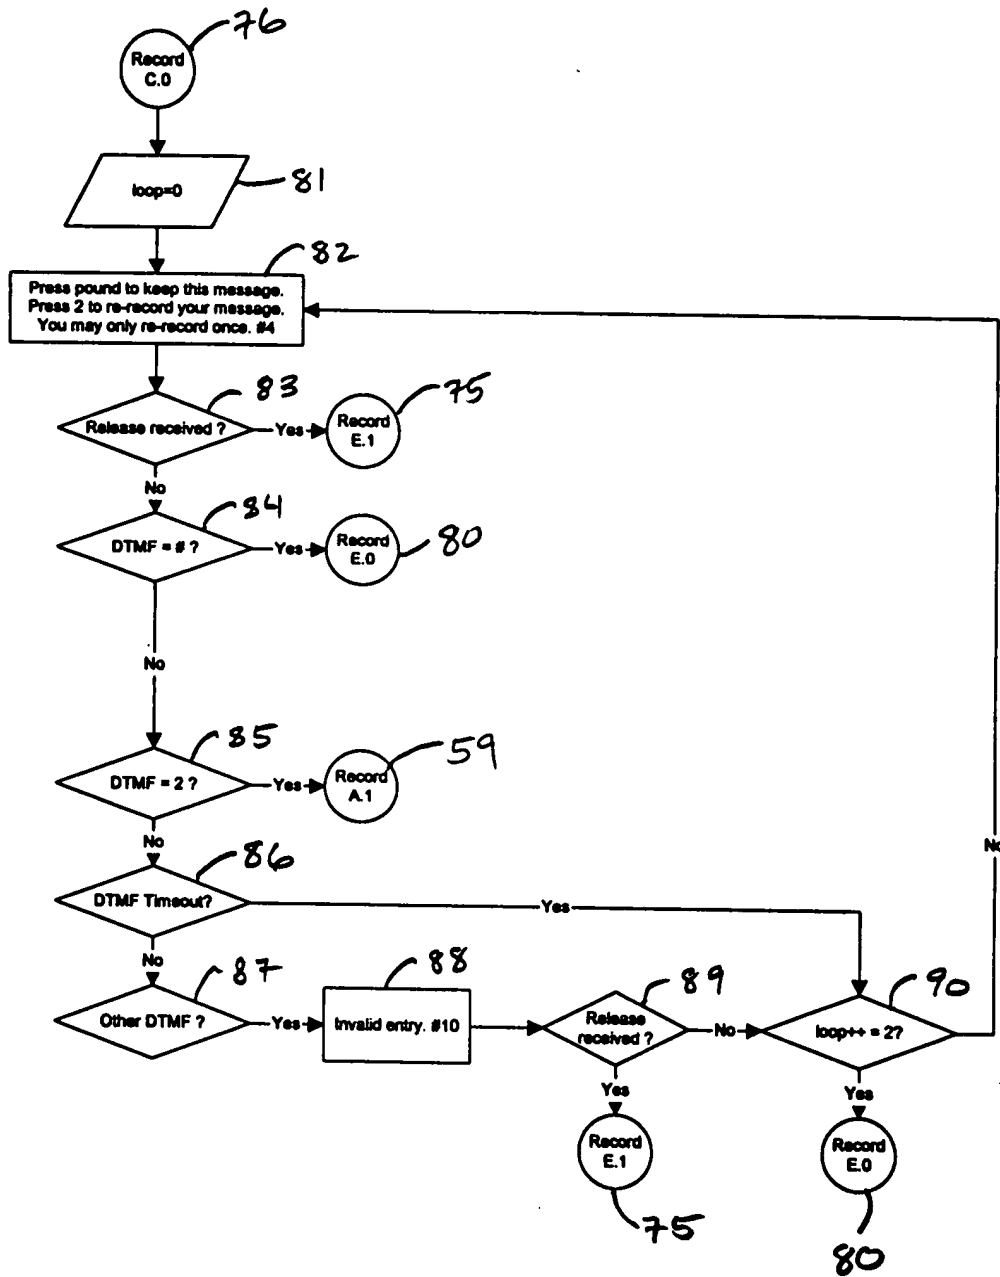 76
Record
C.0
loop=0
81
82
Press pound to keep this message.
Press 2 to re-record your message.
You may only re-record once. #4
83
Release received ?
Yes
Record
E.1
75
No
84
DTMF = # ?
Yes
Record
E.0
80
No
85
DTMF = 2 ?
Yes
Record
A.1
59
No
No
86
DTMF Timeout?
Yes
No
87
Other DTMF ?
Yes
88
Invalid entry. #10
89
Release
received ?
No
90
loop++ = 2?
Yes
Record
E.1
75
Yes
Record
E.0
80